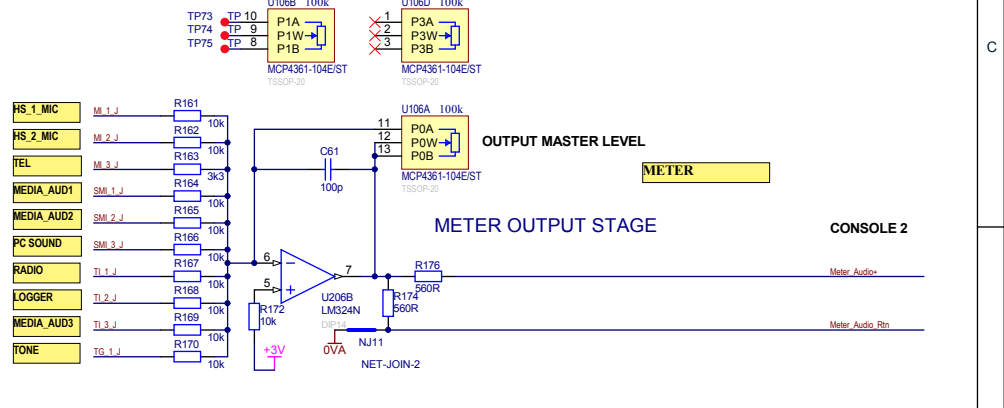 U106B 100k
U106D 100k
TP73 TP 10 P1A
TP74 TP 9 P1W
TP75 TP 8 P1B
1 P3A
2 P3W
3 P3B
MCP4361-104E/ST
TSSOP-20
MCP4361-104E/ST
TSSOP-20
C
HS_1_MIC MI_1_J R161 10k
HS_2_MIC MI_2_J R162 10k
TEL MI_3_J R163 3k3
MEDIA_AUD1 SMI_1_J R164 10k
MEDIA_AUD2 SMI_2_J R165 10k
PC SOUND SMI_3_J R166 10k
RADIO TI_1_J R167 10k
LOGGER TI_2_J R168 10k
MEDIA_AUD3 TI_3_J R169 10k
TONE TG_1_J R170 10k
U106A 100k
11 P0A
12 P0W
13 P0B
MCP4361-104E/ST
TSSOP-20
OUTPUT MASTER LEVEL
C61
100p
METER
METER OUTPUT STAGE
CONSOLE 2
6
5
7
U206B
LM324N
DIP14
R172
10k
+3V
R176
560R
R174
560R
0VA
NJ11
NET-JOIN-2
Meter_Audio+
Meter_Audio_Rtn